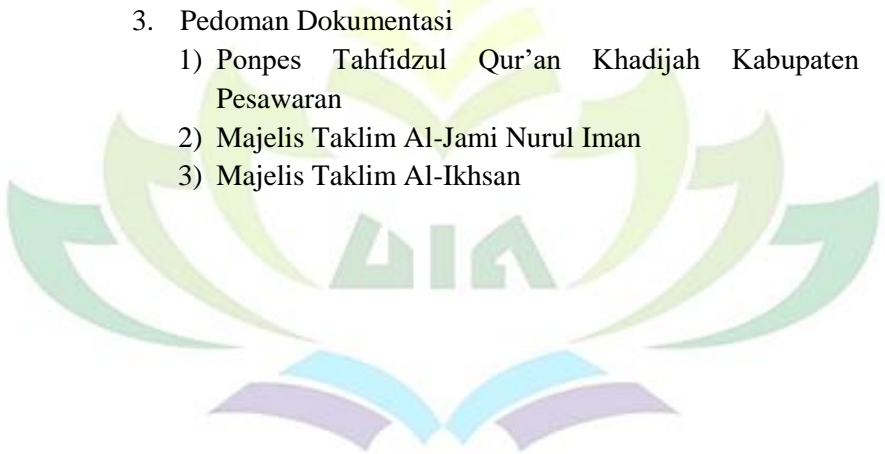 3. Pedoman Dokumentasi
1) Ponpes Tahfidzul Qur’an Khadijah Kabupaten
Pesawaran
2) Majelis Taklim Al-Jami Nurul Iman
3) Majelis Taklim Al-Ikhsan
UIN